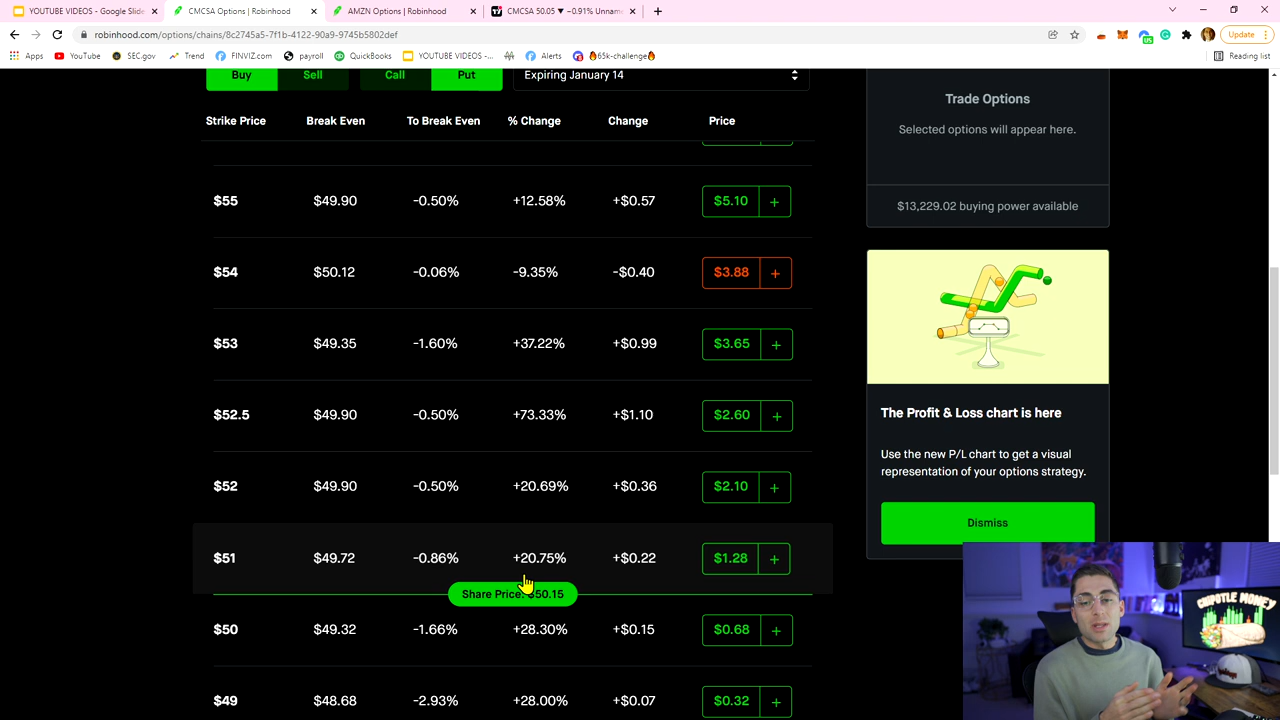 YOUTUBE VIDEOS - Google Slide
CMCSA Options | Robinhood
AMZN Options | Robinhood
CMCSA 50.05 ▼ −0.91% Unnam
robinhood.com/options/chains/8c2745a5-7f1b-4122-90a9-9745b5802def
Update
Apps
YouTube
SEC.gov
Trend
FINVIZ.com
payroll
QuickBooks
YOUTUBE VIDEOS -...
Alerts
🔥65k-challenge🔥
Reading list
Buy
Sell
Call
Put
Expiring January 14
Strike Price Break Even To Break Even % Change Change Price
$55 $49.90 -0.50% +12.58% +$0.57 $5.10 +
$54 $50.12 -0.06% -9.35% -$0.40 $3.88 +
$53 $49.35 -1.60% +37.22% +$0.99 $3.65 +
$52.5 $49.90 -0.50% +73.33% +$1.10 $2.60 +
$52 $49.90 -0.50% +20.69% +$0.36 $2.10 +
$51 $49.72 -0.86% +20.75% +$0.22 $1.28 +
Share Price: $50.15
$50 $49.32 -1.66% +28.30% +$0.15 $0.68 +
$49 $48.68 -2.93% +28.00% +$0.07 $0.32 +
Trade Options
Selected options will appear here.
$13,229.02 buying power available
The Profit & Loss chart is here
Use the new P/L chart to get a visual
representation of your options strategy.
Dismiss
CHIPOTLE MONEY